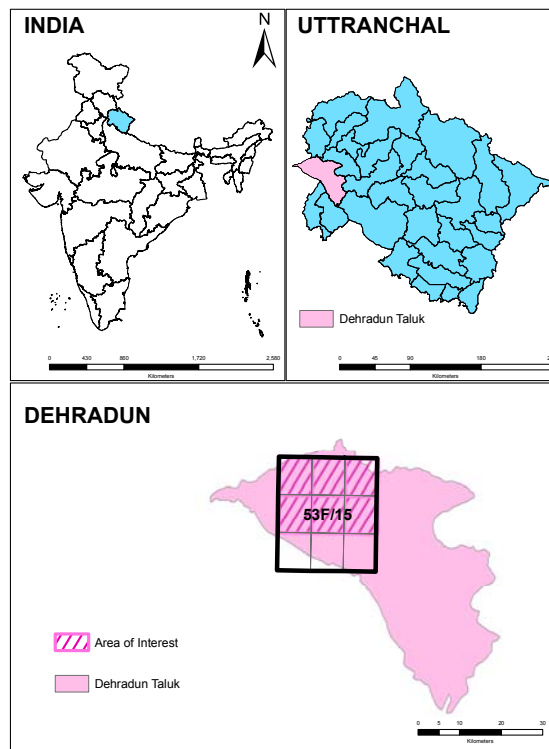 INDIA
N
0 430 860 1,720 2,580
Kilometers
UTTRANCHAL
Dehradun Taluk
0 45 90 180
Kilometers
DEHRADUN
53F/15
Area of Interest
Dehradun Taluk
0 5 10 20 30
Kilometers